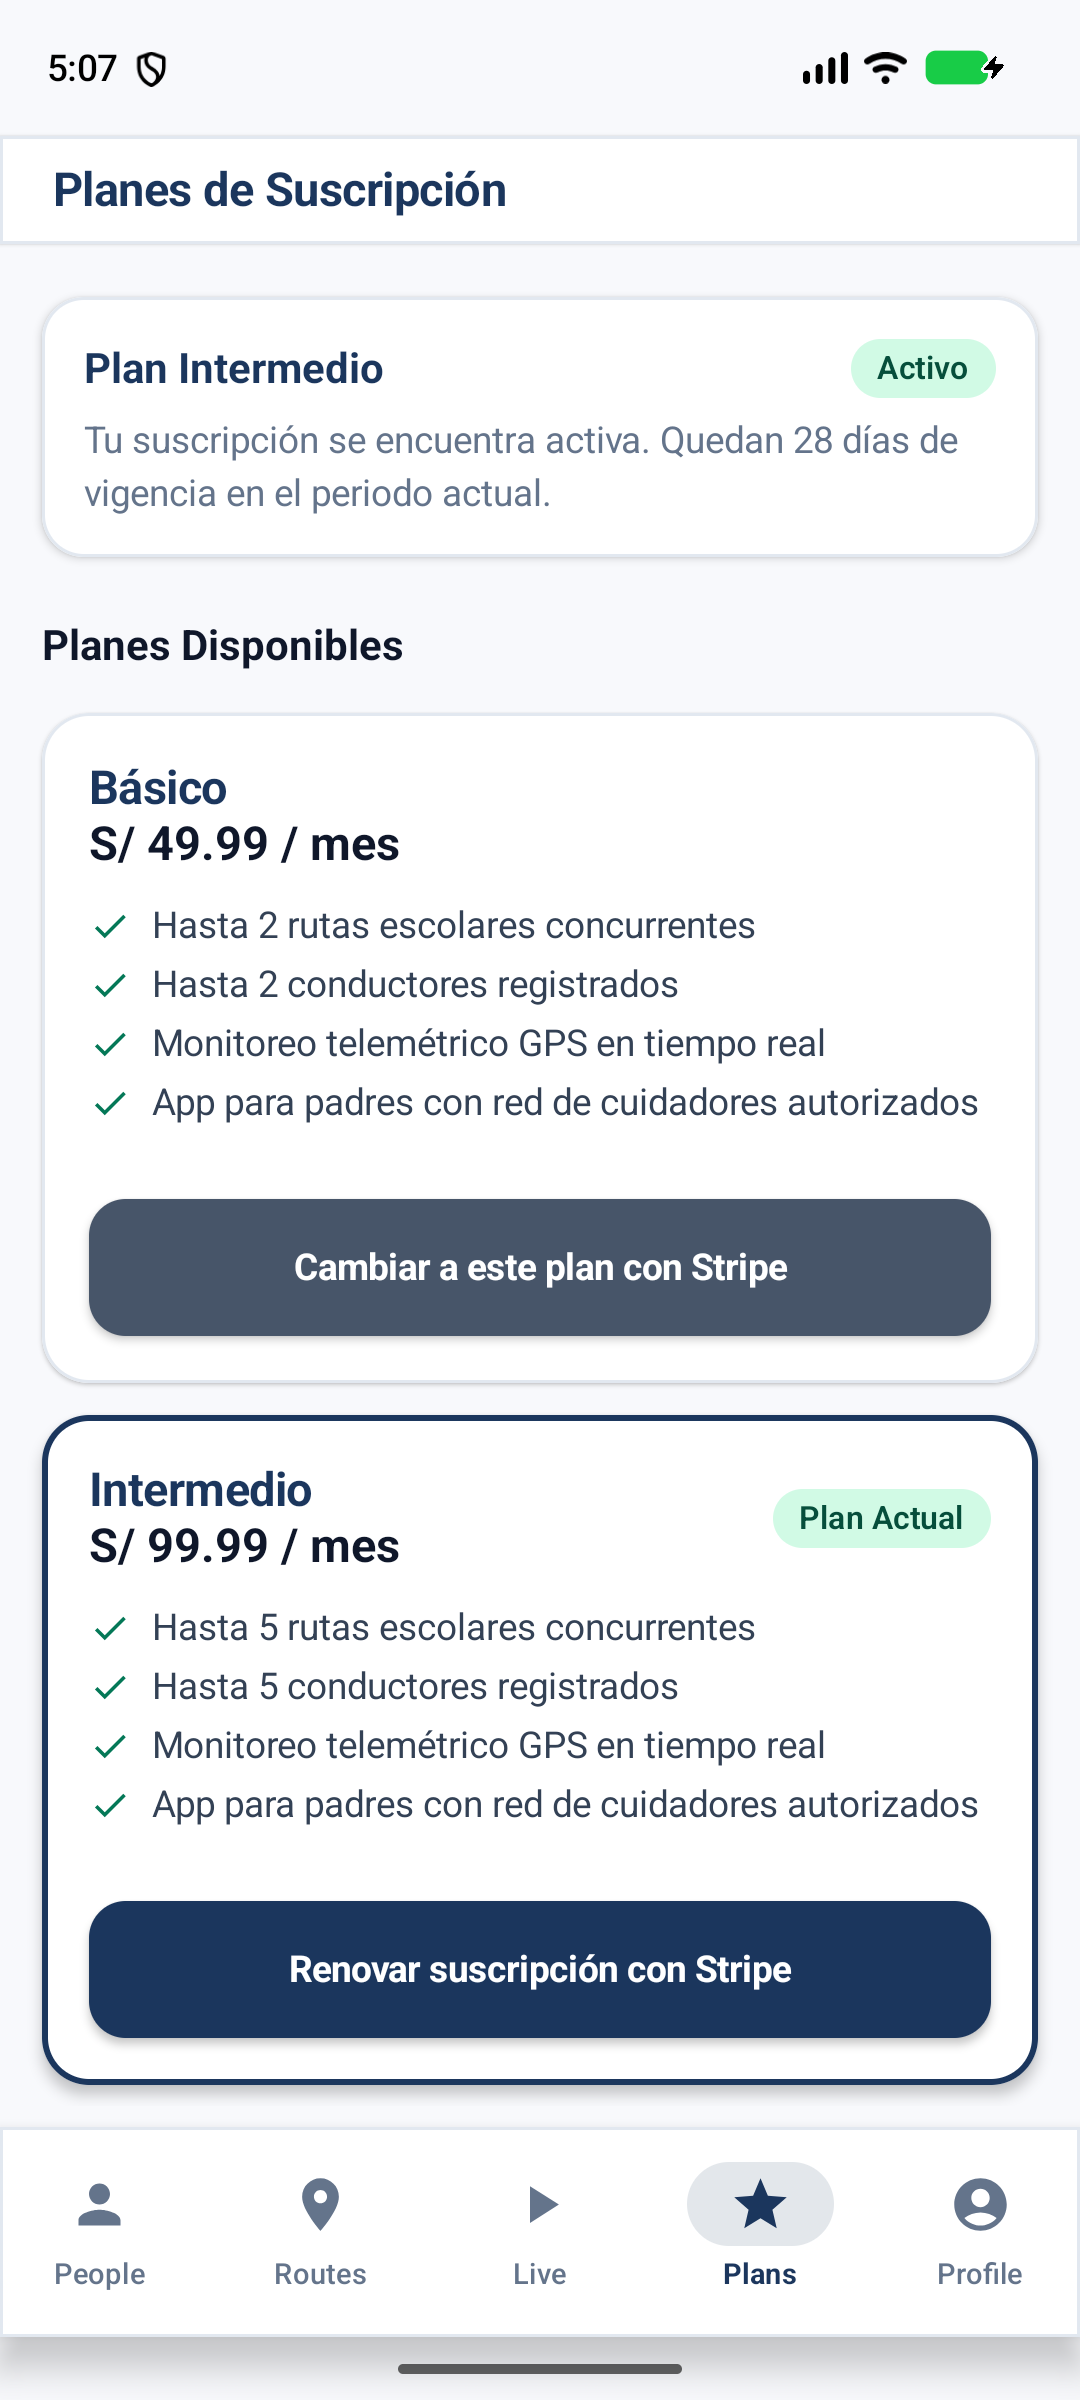 5:07
Planes de Suscripción
Plan Intermedio
Activo
Tu suscripción se encuentra activa. Quedan 28 días de
vigencia en el periodo actual.
Planes Disponibles
Básico
S/ 49.99 / mes
Hasta 2 rutas escolares concurrentes
Hasta 2 conductores registrados
Monitoreo telemétrico GPS en tiempo real
App para padres con red de cuidadores autorizados
Cambiar a este plan con Stripe
Intermedio
S/ 99.99 / mes
Plan Actual
Hasta 5 rutas escolares concurrentes
Hasta 5 conductores registrados
Monitoreo telemétrico GPS en tiempo real
App para padres con red de cuidadores autorizados
Renovar suscripción con Stripe
People
Routes
Live
Plans
Profile